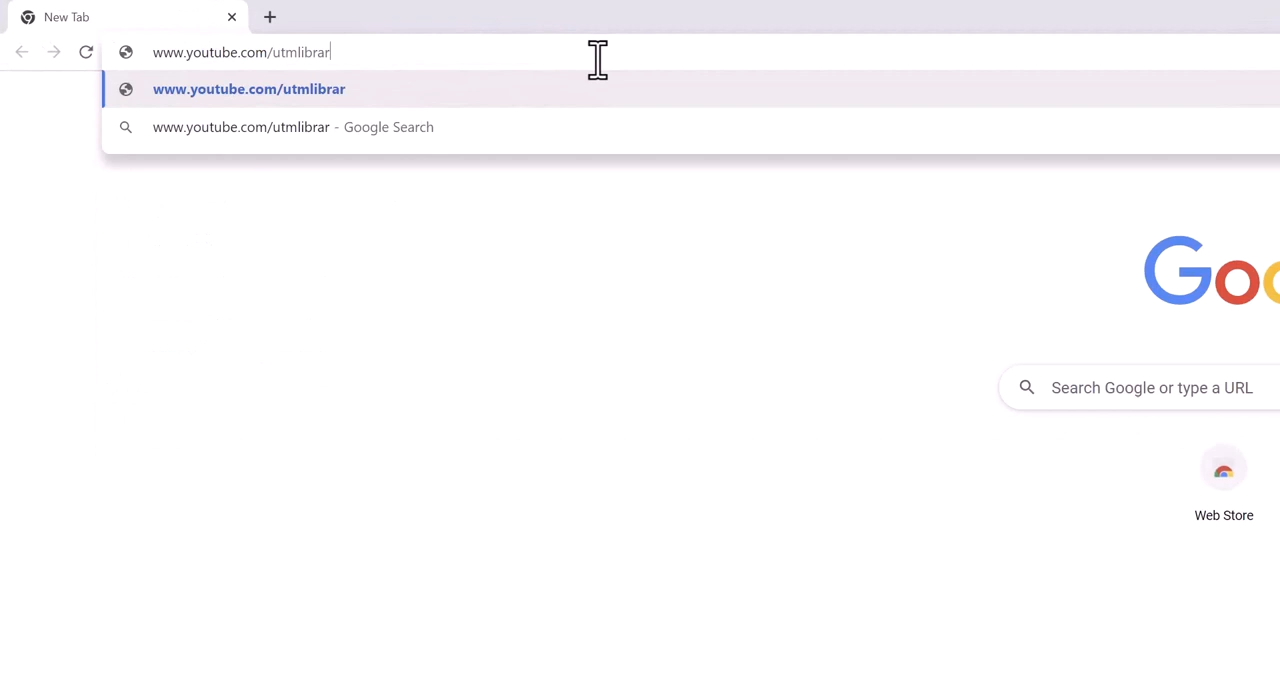 New Tab
www.youtube.com/utmlibrar
www.youtube.com/utmlibrar
www.youtube.com/utmlibrar - Google Search
Goo
Search Google or type a URL
Web Store